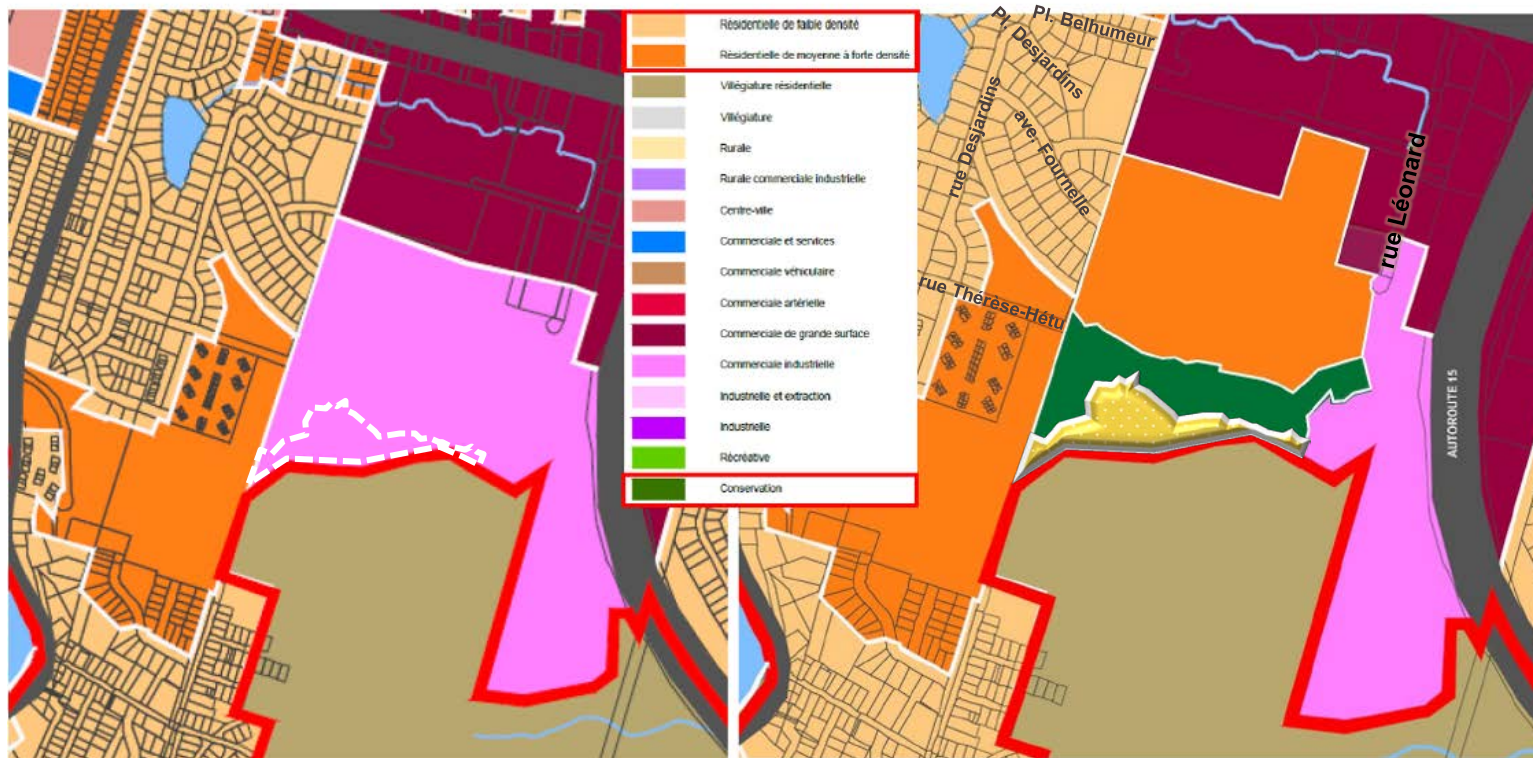 Résidentielle de faible densité
Résidentielle de moyenne à forte densité
Villégiature résidentielle
Villégiature
Rurale
Rurale commerciale industrielle
Centre-ville
Commerciale et services
Commerciale véhiculaire
Commerciale artérielle
Commerciale de grande surface
Commerciale industrielle
Industrielle et extraction
Industrielle
Récréative
Conservation
Pl. Belhumeur
Pl. Desjardins
rue Desjardins
ave. Fournelle
rue Léonard
rue Thérèse-Hétu
AUTOROUTE 15